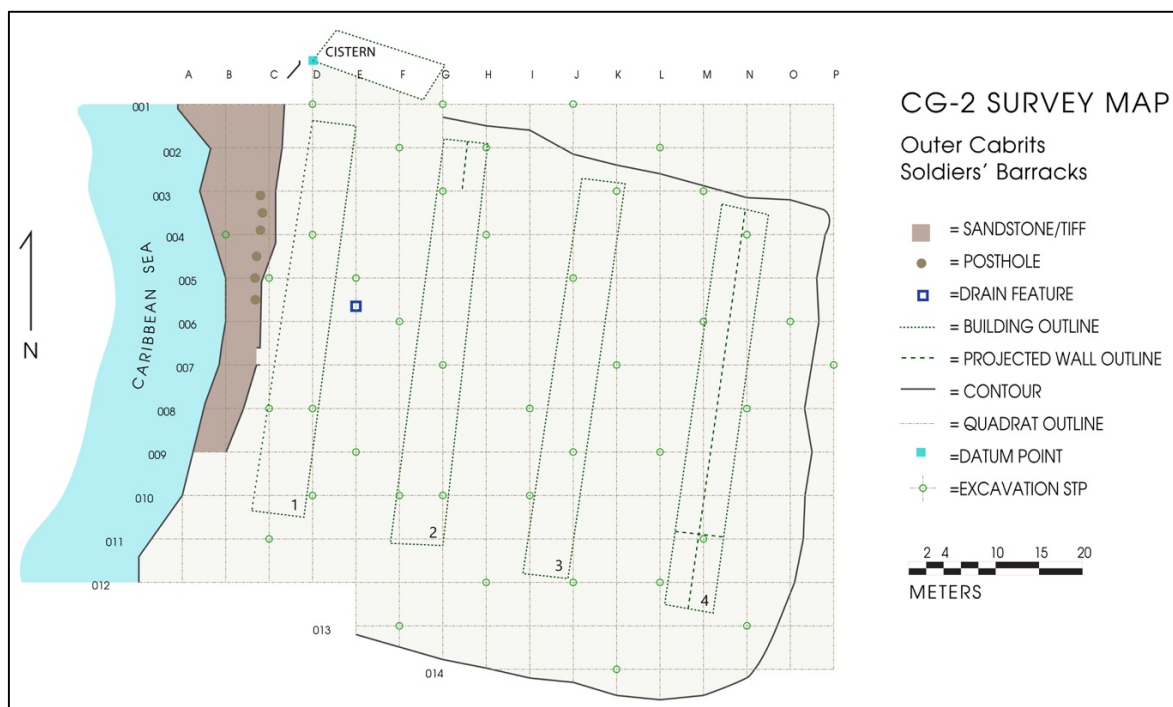 CISTERN
A B C D E F G H I J K L M N O P
001
002
003
004
005
006
007
008
009
010
011
012
013
014
CARIBBEAN SEA
N
1
2
3
4
CG-2 SURVEY MAP
Outer Cabrits
Soldiers' Barracks
= SANDSTONE/TIFF
= POSTHOLE
=DRAIN FEATURE
= BUILDING OUTLINE
= PROJECTED WALL OUTLINE
= CONTOUR
= QUADRAT OUTLINE
=DATUM POINT
=EXCAVATION STP
2 4 10 15 20
METERS